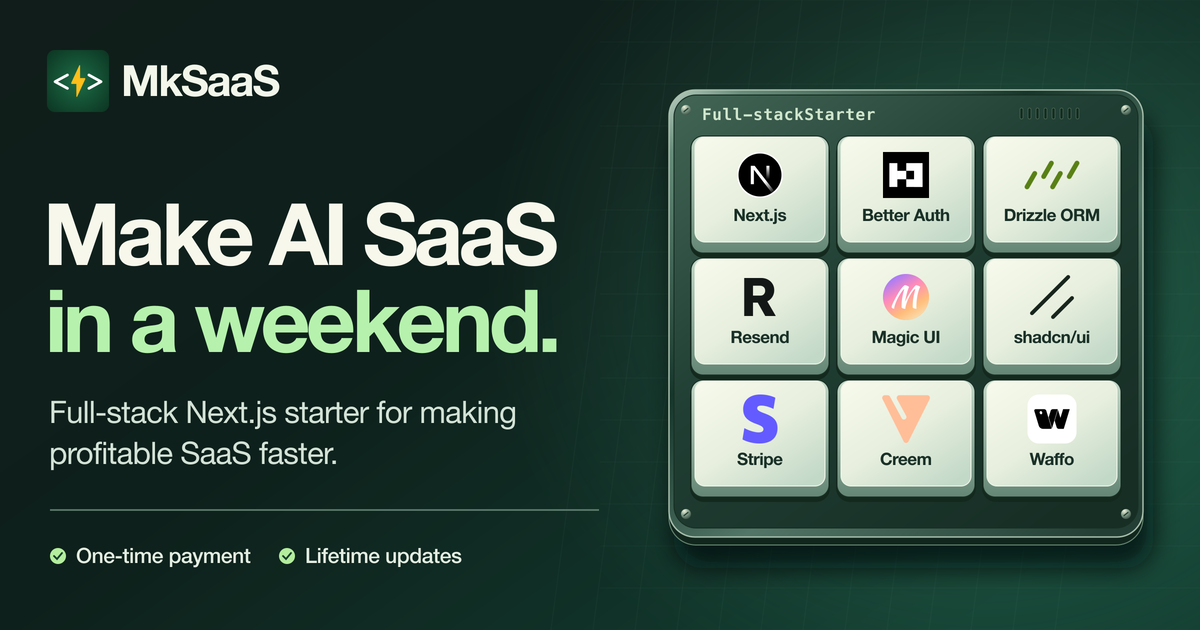 MkSaaS
Make AI SaaS
in a weekend.
Full-stack Next.js starter for making
profitable SaaS faster.
One-time payment
Lifetime updates
Full-stackStarter
Next.js
Better Auth
Drizzle ORM
Resend
Magic UI
shadcn/ui
Stripe
Creem
Waffo